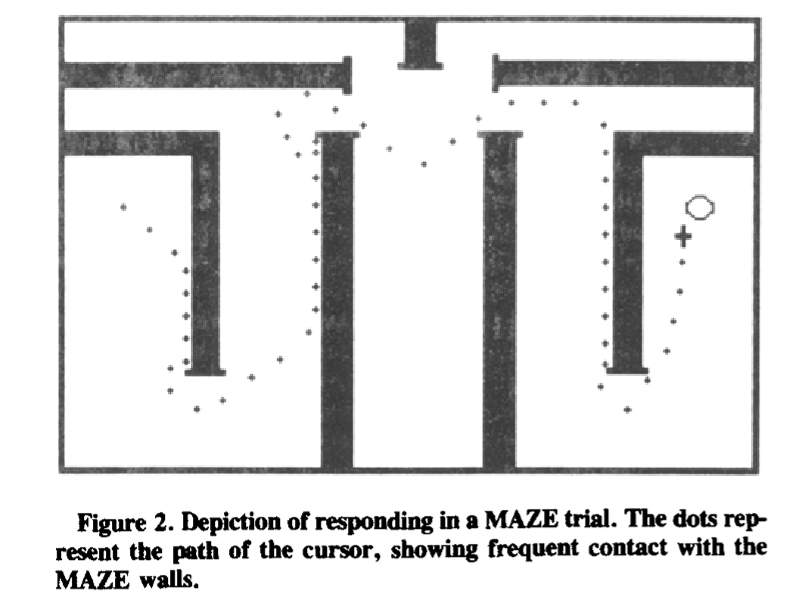 Figure 2. Depiction of responding in a MAZE trial. The dots rep-
resent the path of the cursor, showing frequent contact with the
MAZE walls.